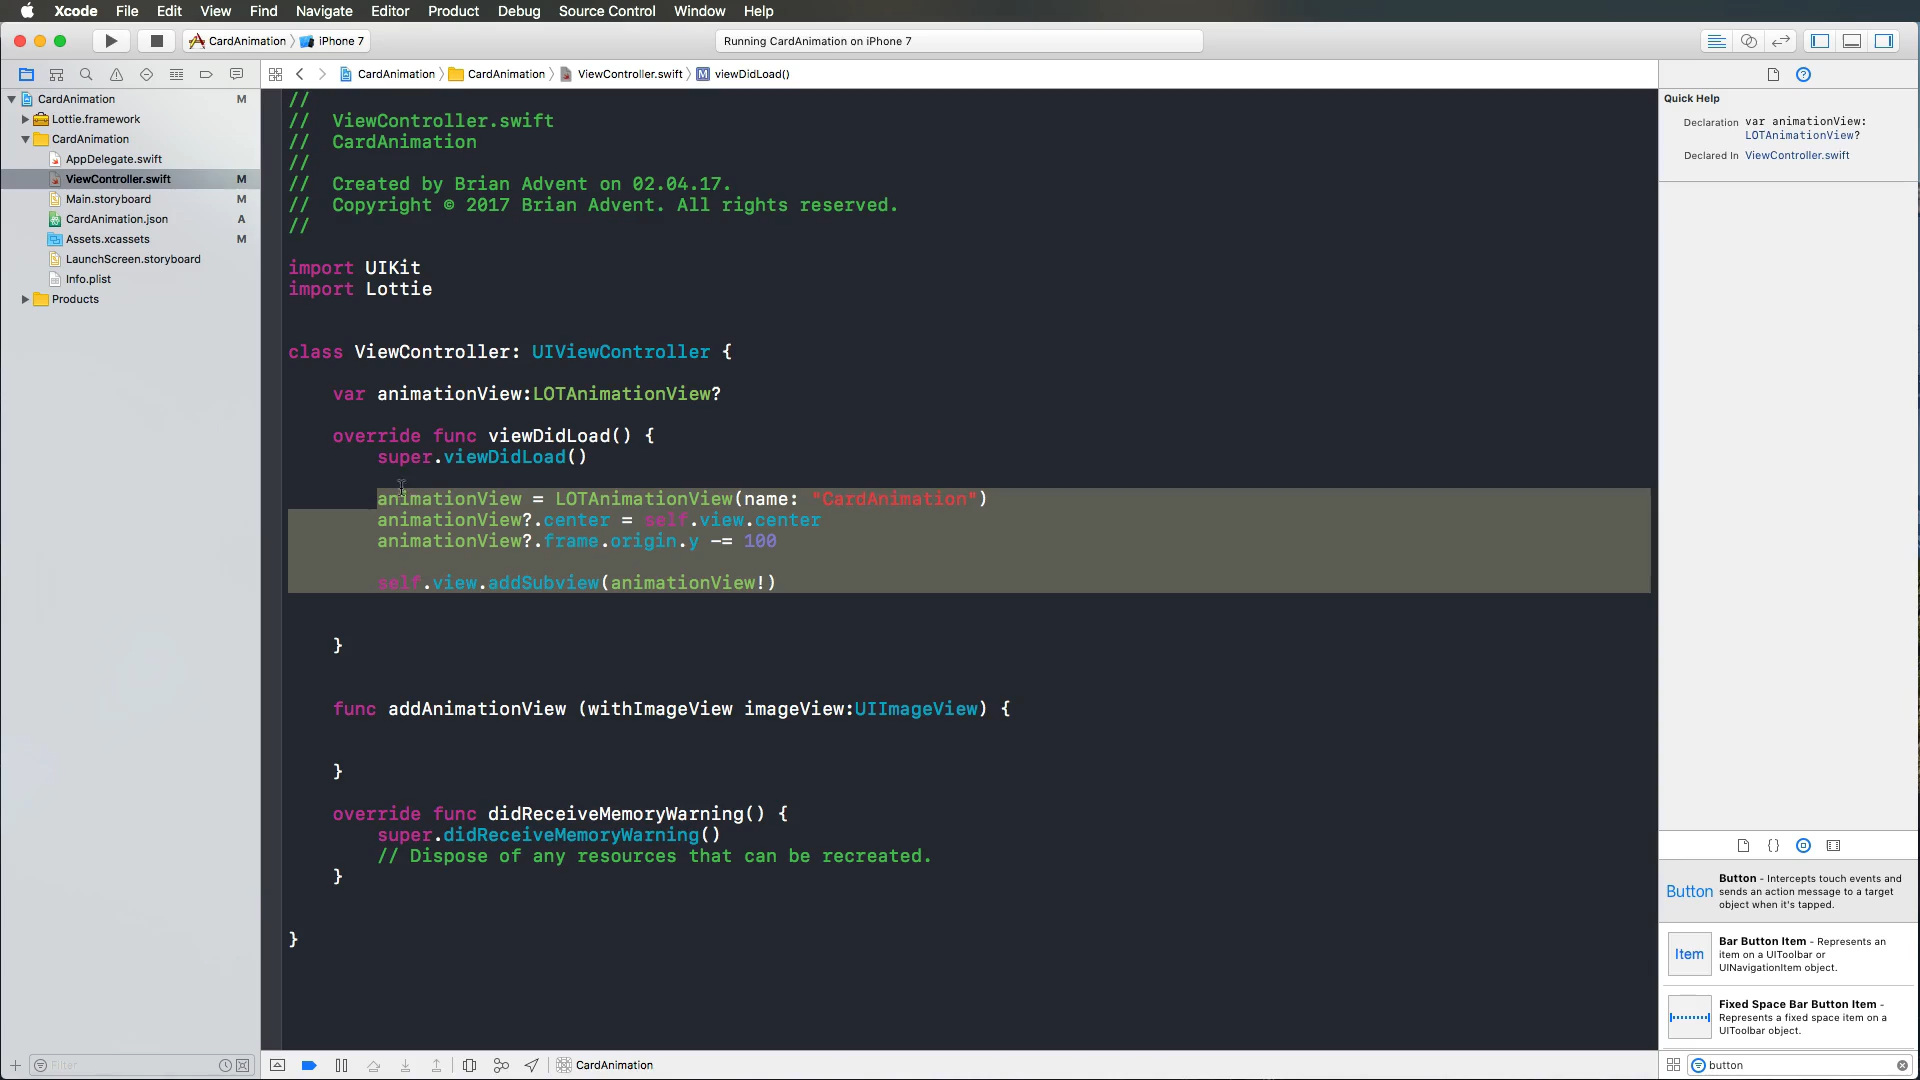 Xcode File Edit View Find Navigate Editor Product Debug Source Control Window Help
CardAnimation iPhone 7
Running CardAnimation on iPhone 7
CardAnimation CardAnimation ViewController.swift M viewDidLoad()
CardAnimation M
Lottie.framework
CardAnimation
AppDelegate.swift
ViewController.swift M
Main.storyboard M
CardAnimation.json A
Assets.xcassets M
LaunchScreen.storyboard
Info.plist
Products
Filter
//
// ViewController.swift
// CardAnimation
//
// Created by Brian Advent on 02.04.17.
// Copyright © 2017 Brian Advent. All rights reserved.
//
import UIKit
import Lottie
class ViewController: UIViewController {
var animationView:LOTAnimationView?
override func viewDidLoad() {
super.viewDidLoad()
animationView = LOTAnimationView(name: "CardAnimation")
animationView?.center = self.view.center
animationView?.frame.origin.y -= 100
self.view.addSubview(animationView!)
}
func addAnimationView (withImageView imageView:UIImageView) {
}
override func didReceiveMemoryWarning() {
super.didReceiveMemoryWarning()
// Dispose of any resources that can be recreated.
}
}
CardAnimation
Quick Help
Declaration var animationView:
LOTAnimationView?
Declared In ViewController.swift
{}
Button Button - Intercepts touch events and
sends an action message to a target
object when it's tapped.
Item Bar Button Item - Represents an
item on a UIToolbar or
UINavigationItem object.
Fixed Space Bar Button Item -
Represents a fixed space item on a
UIToolbar object.
button